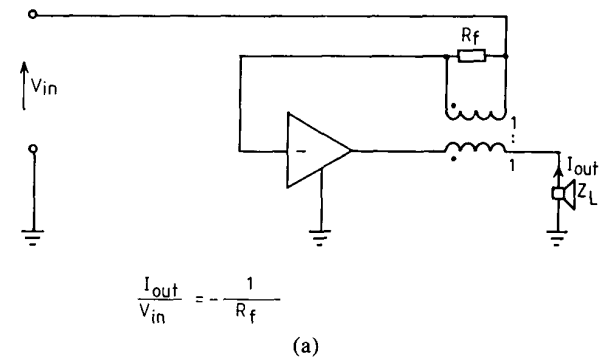 R_f
V_in
1
:
1
−
I_out
Z_L
I_out / V_in = - 1 / R_f
(a)